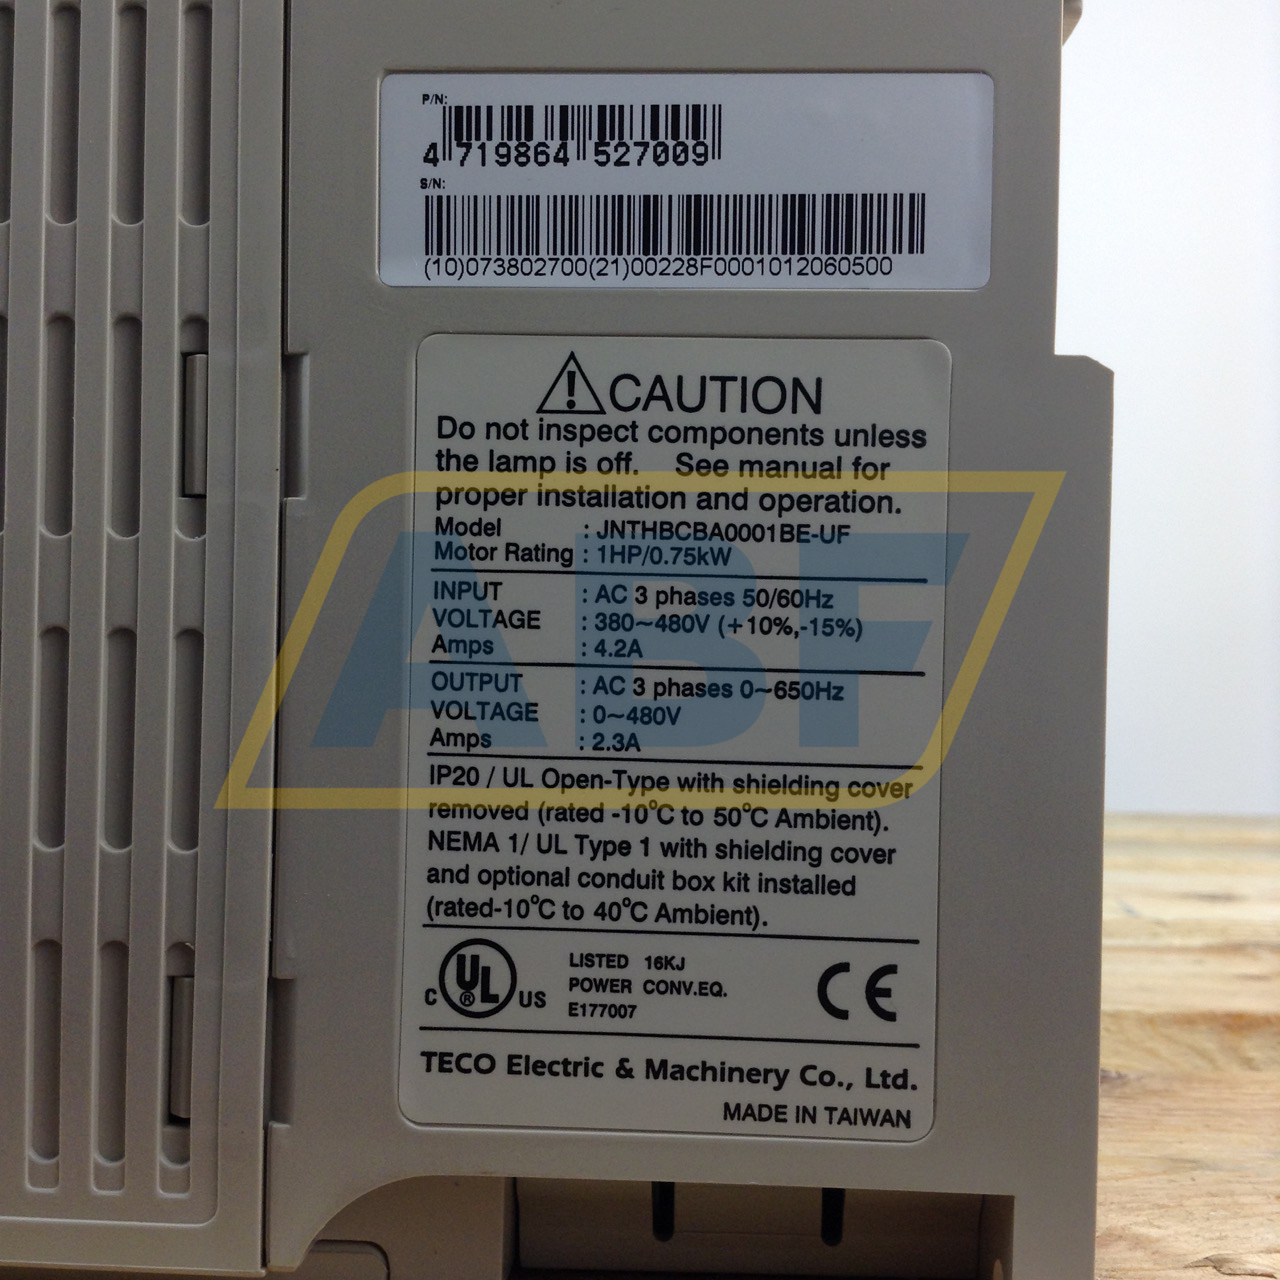 P/N:
4 719864 527009
S/N:
(10)073802700(21)00228F0001012060500
CAUTION
Do not inspect components unless
the lamp is off. See manual for
proper installation and operation.
Model : JNTHBCBA0001BE-UF
Motor Rating : 1HP/0.75kW
INPUT : AC 3 phases 50/60Hz
VOLTAGE : 380~480V (+10%,-15%)
Amps : 4.2A
OUTPUT : AC 3 phases 0~650Hz
VOLTAGE : 0~480V
Amps : 2.3A
IP20 / UL Open-Type with shielding cover
removed (rated -10°C to 50°C Ambient).
NEMA 1/ UL Type 1 with shielding cover
and optional conduit box kit installed
(rated-10°C to 40°C Ambient).
C UL ® US LISTED 16KJ
POWER CONV.EQ.
E177007
CE
TECO Electric & Machinery Co., Ltd.
MADE IN TAIWAN
ABF